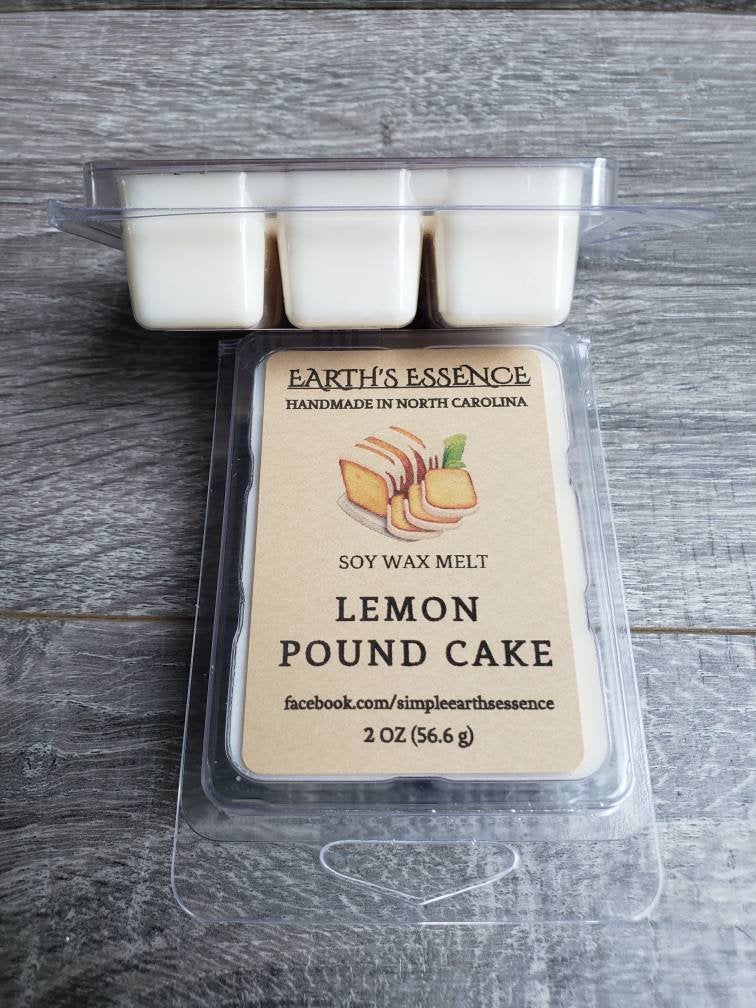 EARTH'S ESSENCE
HANDMADE IN NORTH CAROLINA
SOY WAX MELT
LEMON
POUND CAKE
facebook.com/simpleearthsessence
2 OZ (56.6 g)